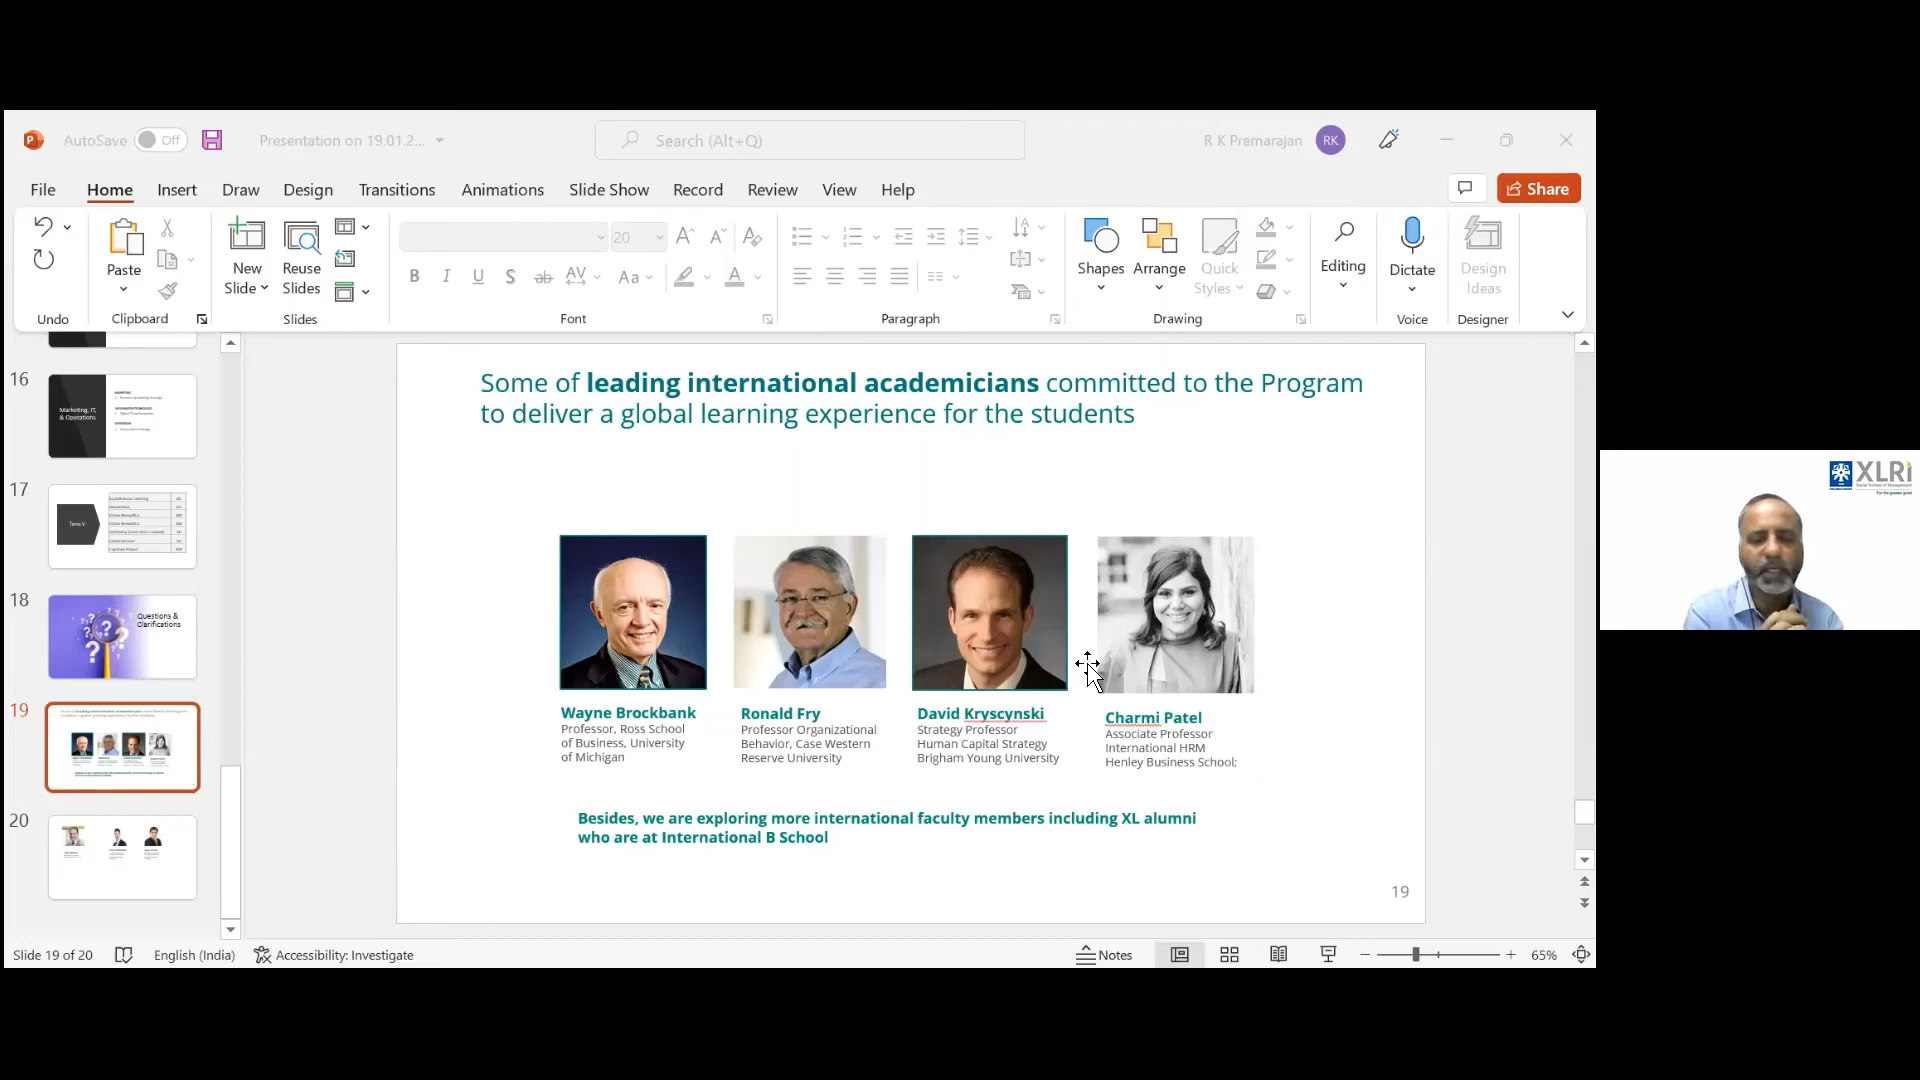 AutoSave Off Presentation on 19.01.2... Search (Alt+Q) R K Premarajan RK
File Home Insert Draw Design Transitions Animations Slide Show Record Review View Help Share
Paste New Slide Reuse Slides 20 Shapes Arrange Quick Styles Editing Dictate Design Ideas
Undo Clipboard Slides Font Paragraph Drawing Voice Designer
16
Marketing, IT,
& Operations
17
18
Questions &
Clarifications
19
20
Some of leading international academicians committed to the Program
to deliver a global learning experience for the students
Wayne Brockbank
Professor, Ross School
of Business, University
of Michigan
Ronald Fry
Professor Organizational
Behavior, Case Western
Reserve University
David Kryscynski
Strategy Professor
Human Capital Strategy
Brigham Young University
Charmi Patel
Associate Professor
International HRM
Henley Business School;
Besides, we are exploring more international faculty members including XL alumni
who are at International B School
19
Slide 19 of 20 English (India) Accessibility: Investigate Notes 65%
XLRI